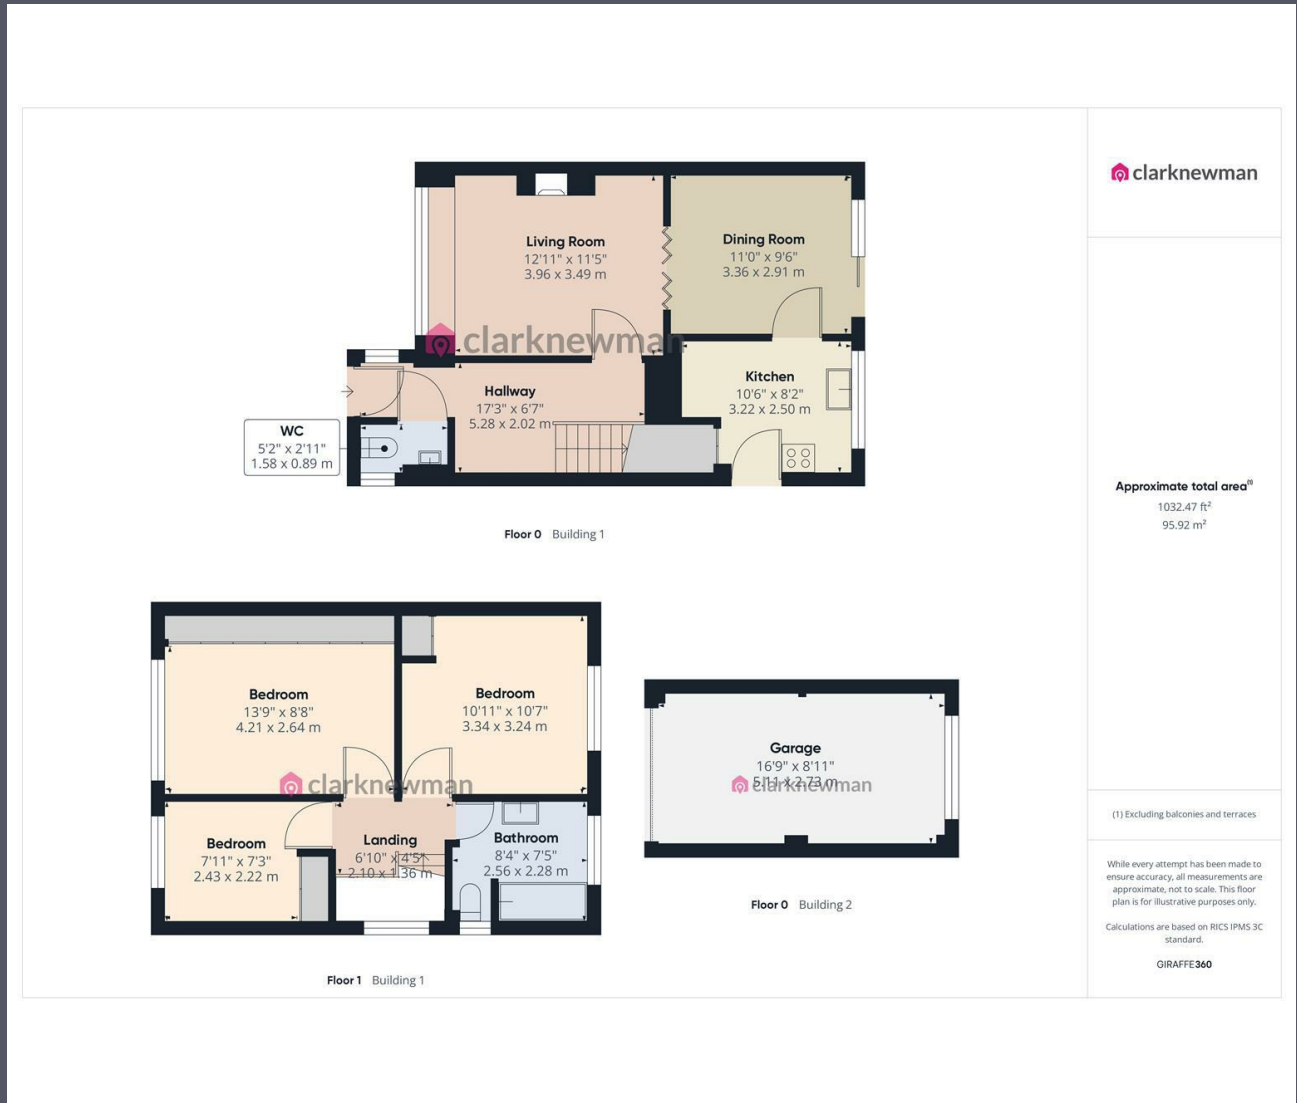 clarknewman
Living Room
12'11" x 11'5"
3.96 x 3.49 m
Dining Room
11'0" x 9'6"
3.36 x 2.91 m
clarknewman
Kitchen
10'6" x 8'2"
3.22 x 2.50 m
Hallway
17'3" x 6'7"
5.28 x 2.02 m
WC
5'2" x 2'11"
1.58 x 0.89 m
Floor 0 Building 1
Approximate total area(1)
1032.47 ft²
95.92 m²
Bedroom
13'9" x 8'8"
4.21 x 2.64 m
Bedroom
10'11" x 10'7"
3.34 x 3.24 m
clarknewman
Bedroom
7'11" x 7'3"
2.43 x 2.22 m
Landing
6'10" x 4'5"
2.10 x 1.36 m
Bathroom
8'4" x 7'5"
2.56 x 2.28 m
Floor 1 Building 1
Garage
16'9" x 8'11"
5.11 x 2.73 m
clarknewman
Floor 0 Building 2
(1) Excluding balconies and terraces
While every attempt has been made to
ensure accuracy, all measurements are
approximate, not to scale. This floor
plan is for illustrative purposes only.
Calculations are based on RICS IPMS 3C
standard.
GIRAFFE360